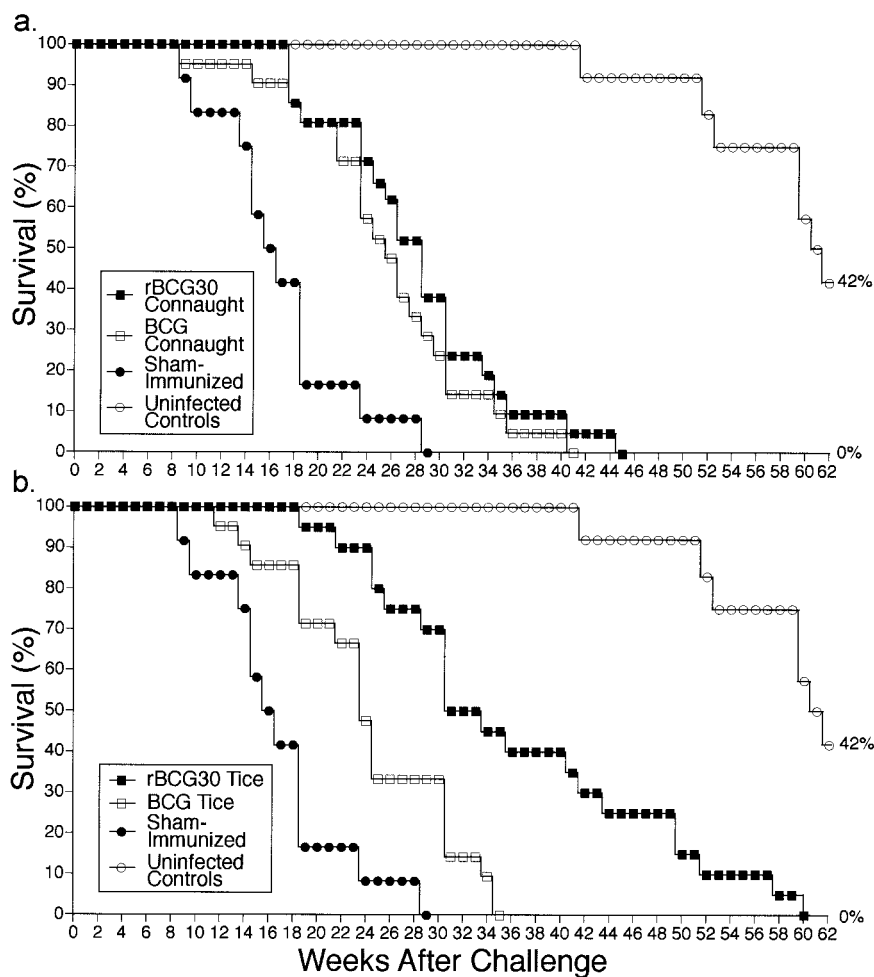 a.
100
90
80
70
60
50
40
30
20
10
0
Survival (%)
rBCG30
Connaught
BCG
Connaught
Sham-
Immunized
Uninfected
Controls
42%
0%
0 2 4 6 8 10 12 14 16 18 20 22 24 26 28 30 32 34 36 38 40 42 44 46 48 50 52 54 56 58 60 62
b.
100
90
80
70
60
50
40
30
20
10
0
Survival (%)
rBCG30 Tice
BCG Tice
Sham-
Immunized
Uninfected
Controls
42%
0%
0 2 4 6 8 10 12 14 16 18 20 22 24 26 28 30 32 34 36 38 40 42 44 46 48 50 52 54 56 58 60 62
Weeks After Challenge